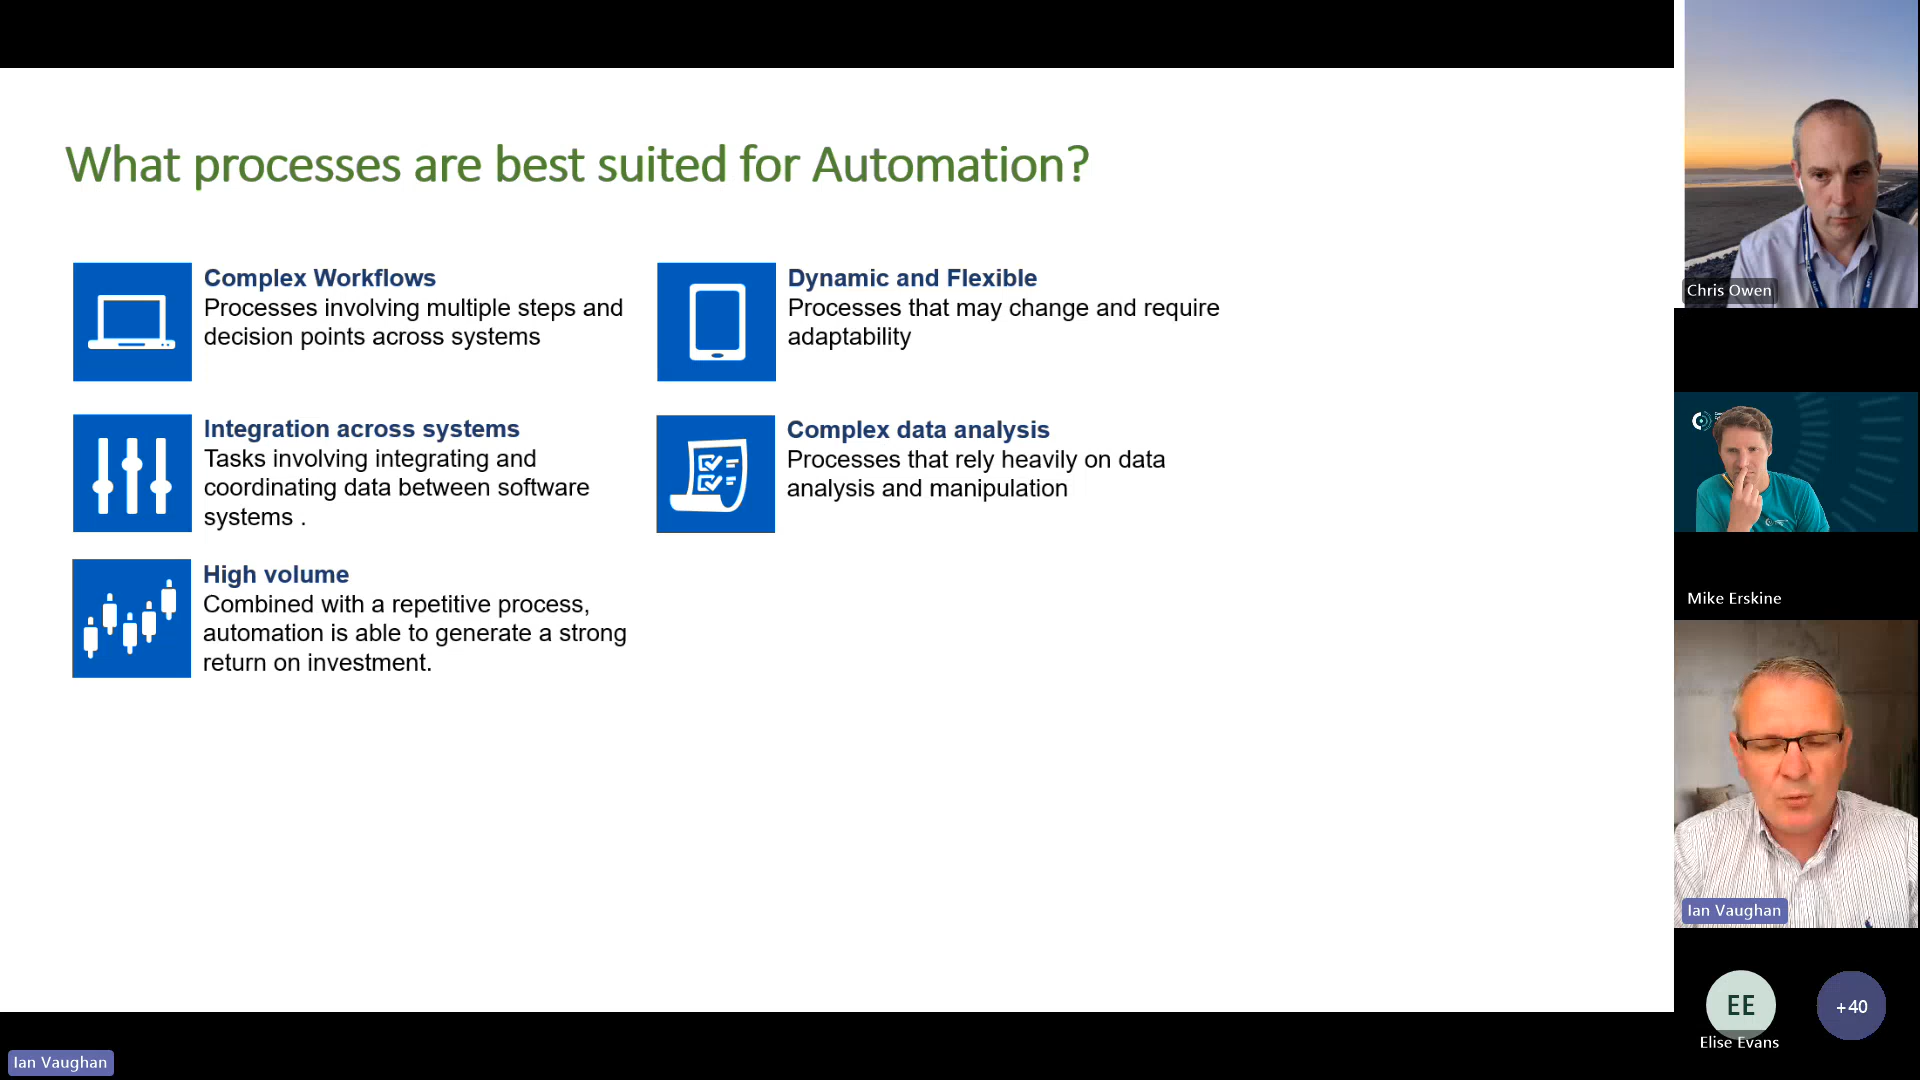 What processes are best suited for Automation?
Complex Workflows
Processes involving multiple steps and
decision points across systems
Dynamic and Flexible
Processes that may change and require
adaptability
Integration across systems
Tasks involving integrating and
coordinating data between software
systems .
Complex data analysis
Processes that rely heavily on data
analysis and manipulation
High volume
Combined with a repetitive process,
automation is able to generate a strong
return on investment.
Chris Owen
Mike Erskine
Ian Vaughan
EE
+40
Elise Evans
Ian Vaughan